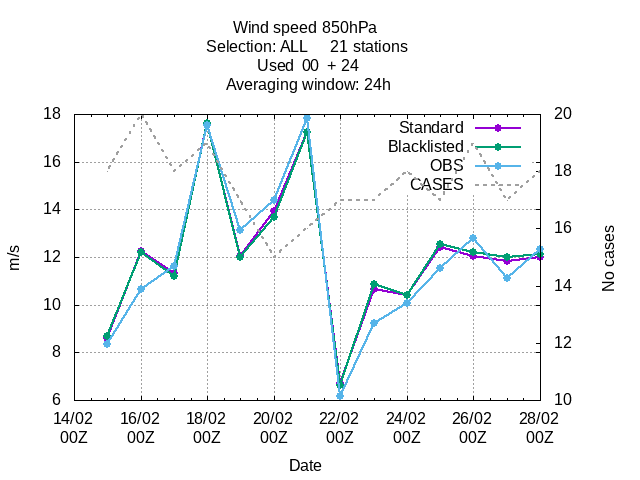 Wind speed 850hPa
Selection: ALL     21 stations
Used  00  + 24
Averaging window: 24h
18
16
14
12
10
8
6
20
18
16
14
12
10
Standard
Blacklisted
OBS
CASES
m/s
No cases
14/02 16/02 18/02 20/02 22/02 24/02 26/02 28/02
00Z 00Z 00Z 00Z 00Z 00Z 00Z 00Z
Date